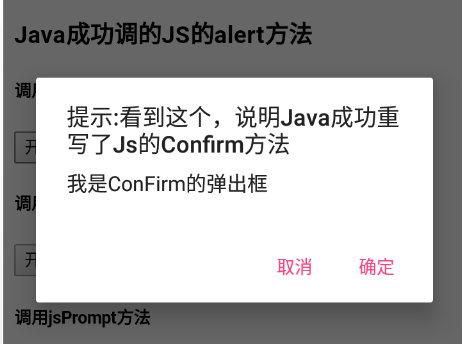 Java成功调的JS的alert方法
调用
提示:看到这个，说明Java成功重
写了Js的Confirm方法
开
我是ConFirm的弹出框
调用
开
取消 确定
调用jsPrompt方法